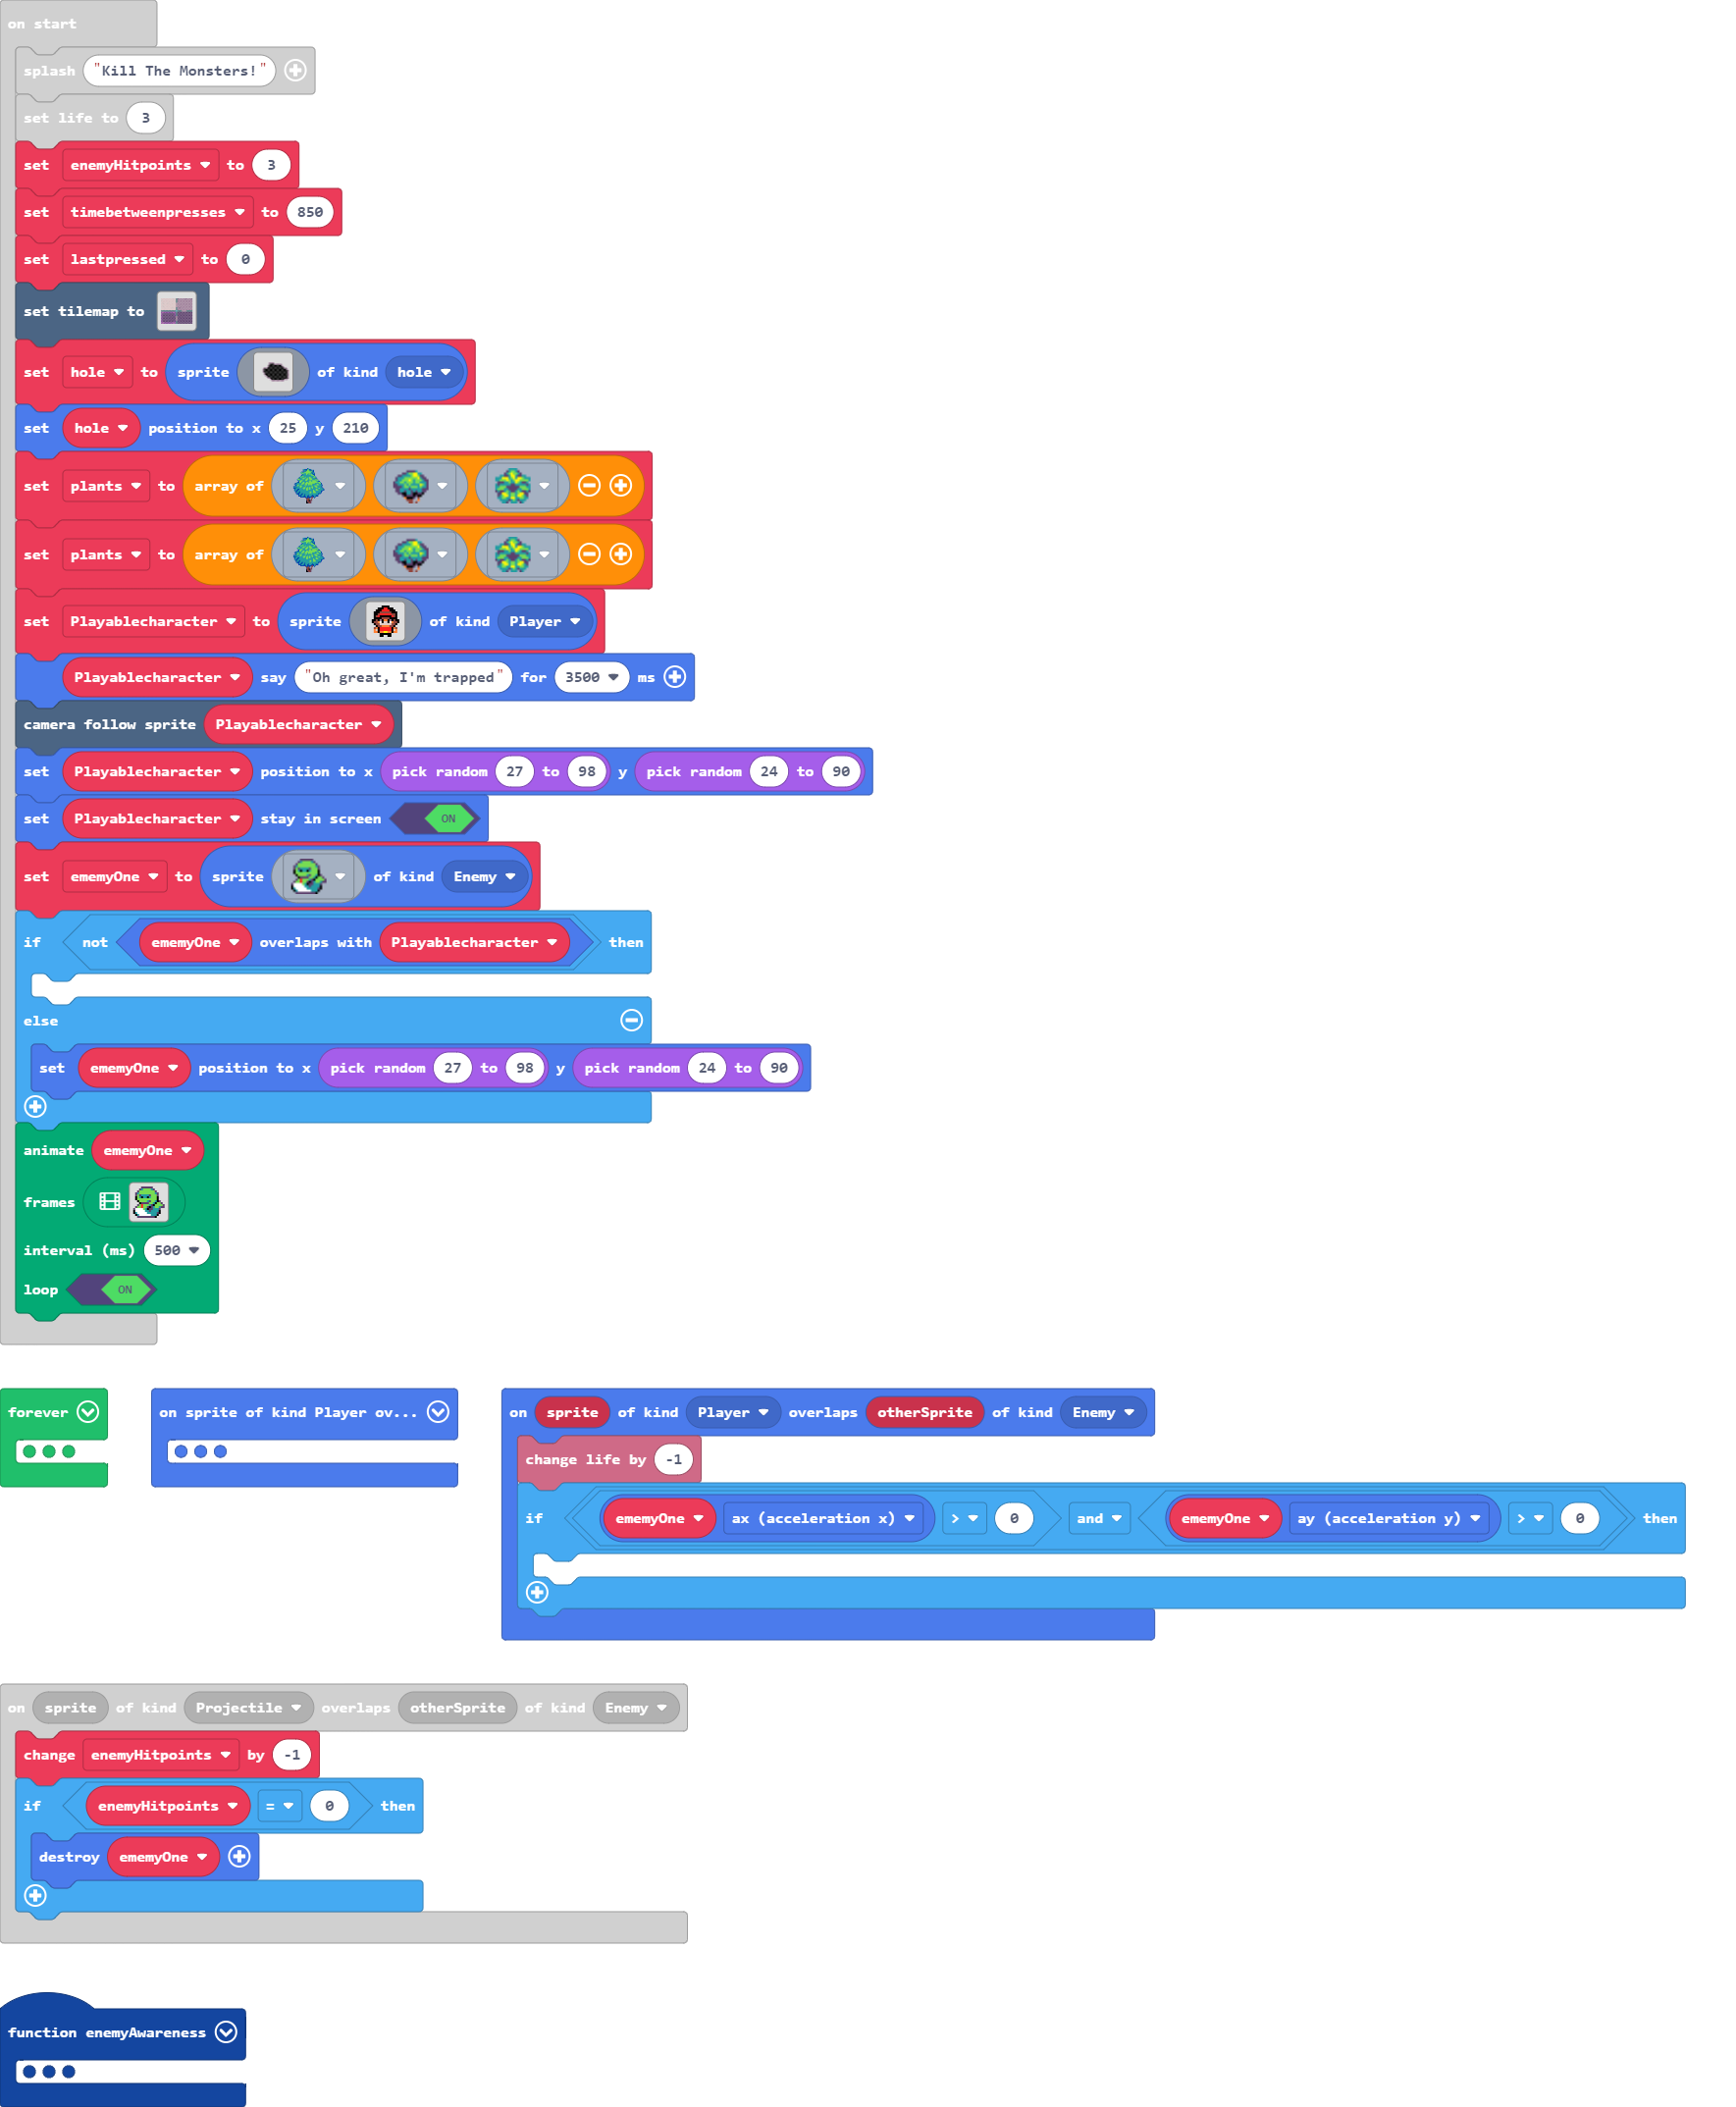 on start
splash "Kill The Monsters!"
set life to 3
set enemyHitpoints to 3
set timebetweenpresses to 850
set lastpressed to 0
set tilemap to
set hole to sprite of kind hole
set hole position to x 25 y 210
set plants to array of
set plants to array of
set Playablecharacter to sprite of kind Player
Playablecharacter say "Oh great, I'm trapped" for 3500 ms
camera follow sprite Playablecharacter
set Playablecharacter position to x pick random 27 to 98 y pick random 24 to 90
set Playablecharacter stay in screen ON
set ememyOne to sprite of kind Enemy
if not ememyOne overlaps with Playablecharacter then
else
set ememyOne position to x pick random 27 to 98 y pick random 24 to 90
animate ememyOne
frames
interval (ms) 500
loop ON
forever
on sprite of kind Player ov...
on sprite of kind Player overlaps otherSprite of kind Enemy
change life by -1
if ememyOne ax (acceleration x) > 0 and ememyOne ay (acceleration y) > 0 then
on sprite of kind Projectile overlaps otherSprite of kind Enemy
change enemyHitpoints by -1
if enemyHitpoints = 0 then
destroy ememyOne
function enemyAwareness